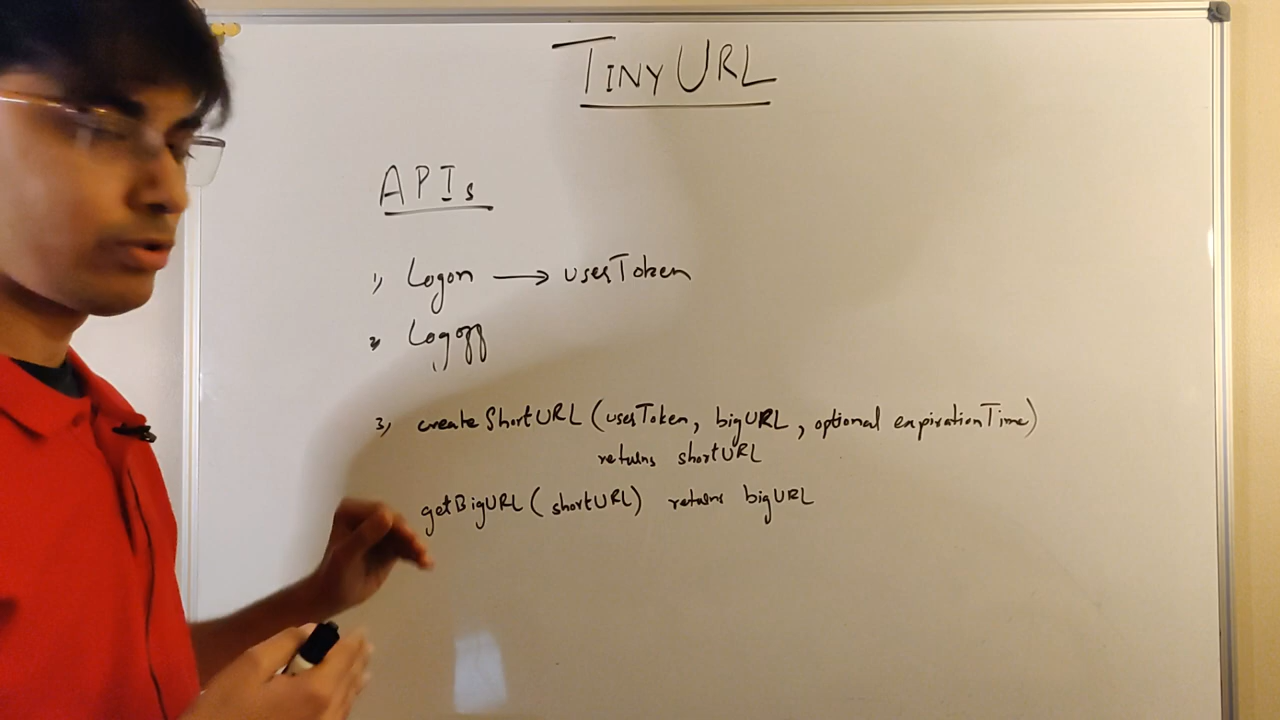 TINYURL
APIs
1) Logon → userToken
2) Logoff
3) createShortURL (userToken, bigURL, optional expirationTime)
returns shortURL
getBigURL (shortURL) returns bigURL